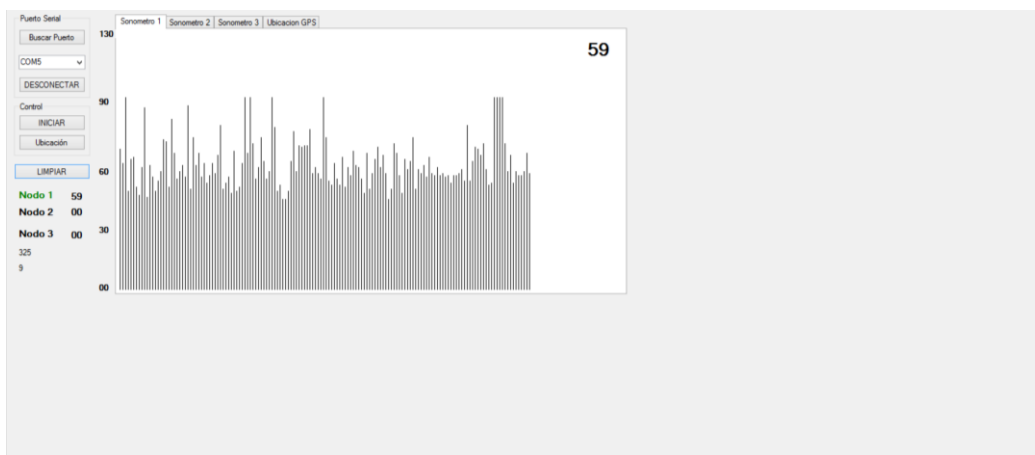 Puerto Serial
Buscar Puerto
COM5
DESCONECTAR
Control
INICIAR
Ubicación
LIMPIAR
Nodo 1 59
Nodo 2 00
Nodo 3 00
325
9
Sonometro 1 Sonometro 2 Sonometro 3 Ubicacion GPS
130
59
90
60
30
00